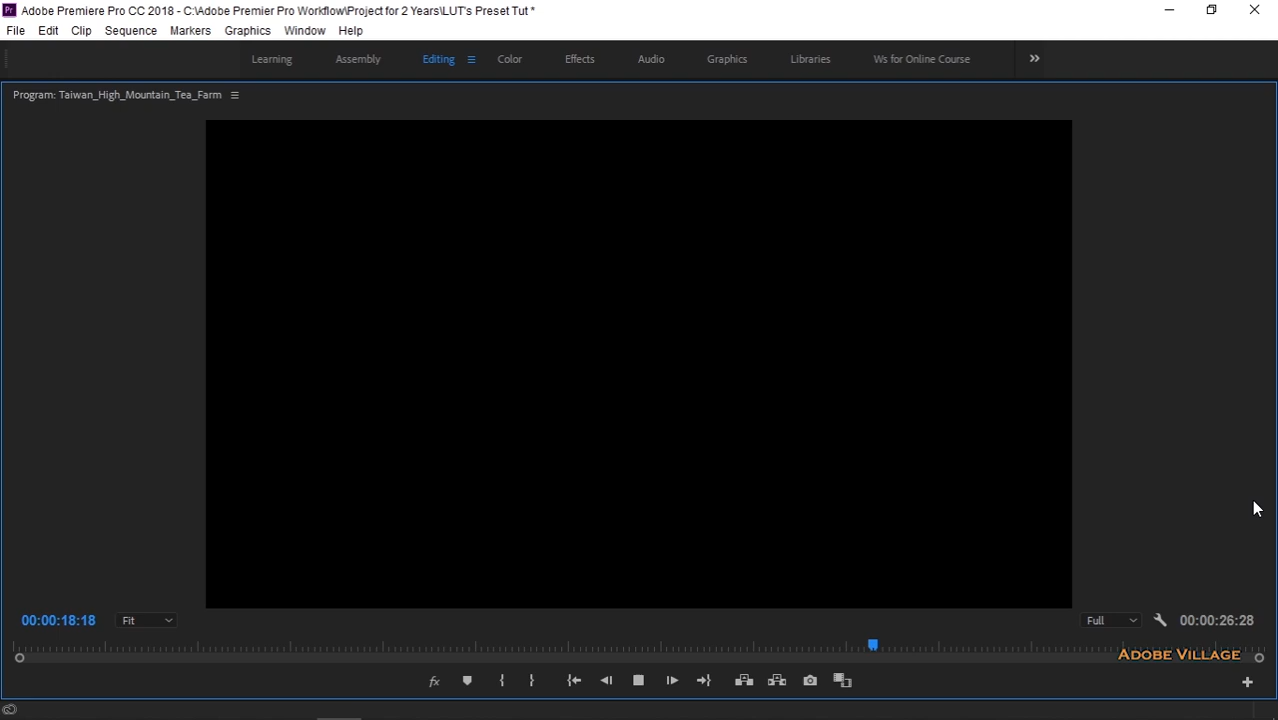 Adobe Premiere Pro CC 2018 - C:\Adobe Premier Pro Workflow\Project for 2 Years\LUT's Preset Tut *
File Edit Clip Sequence Markers Graphics Window Help
Learning Assembly Editing Color Effects Audio Graphics Libraries Ws for Online Course
Program: Taiwan_High_Mountain_Tea_Farm
00:00:18:18 Fit Full 00:00:26:28
ADOBE VILLAGE